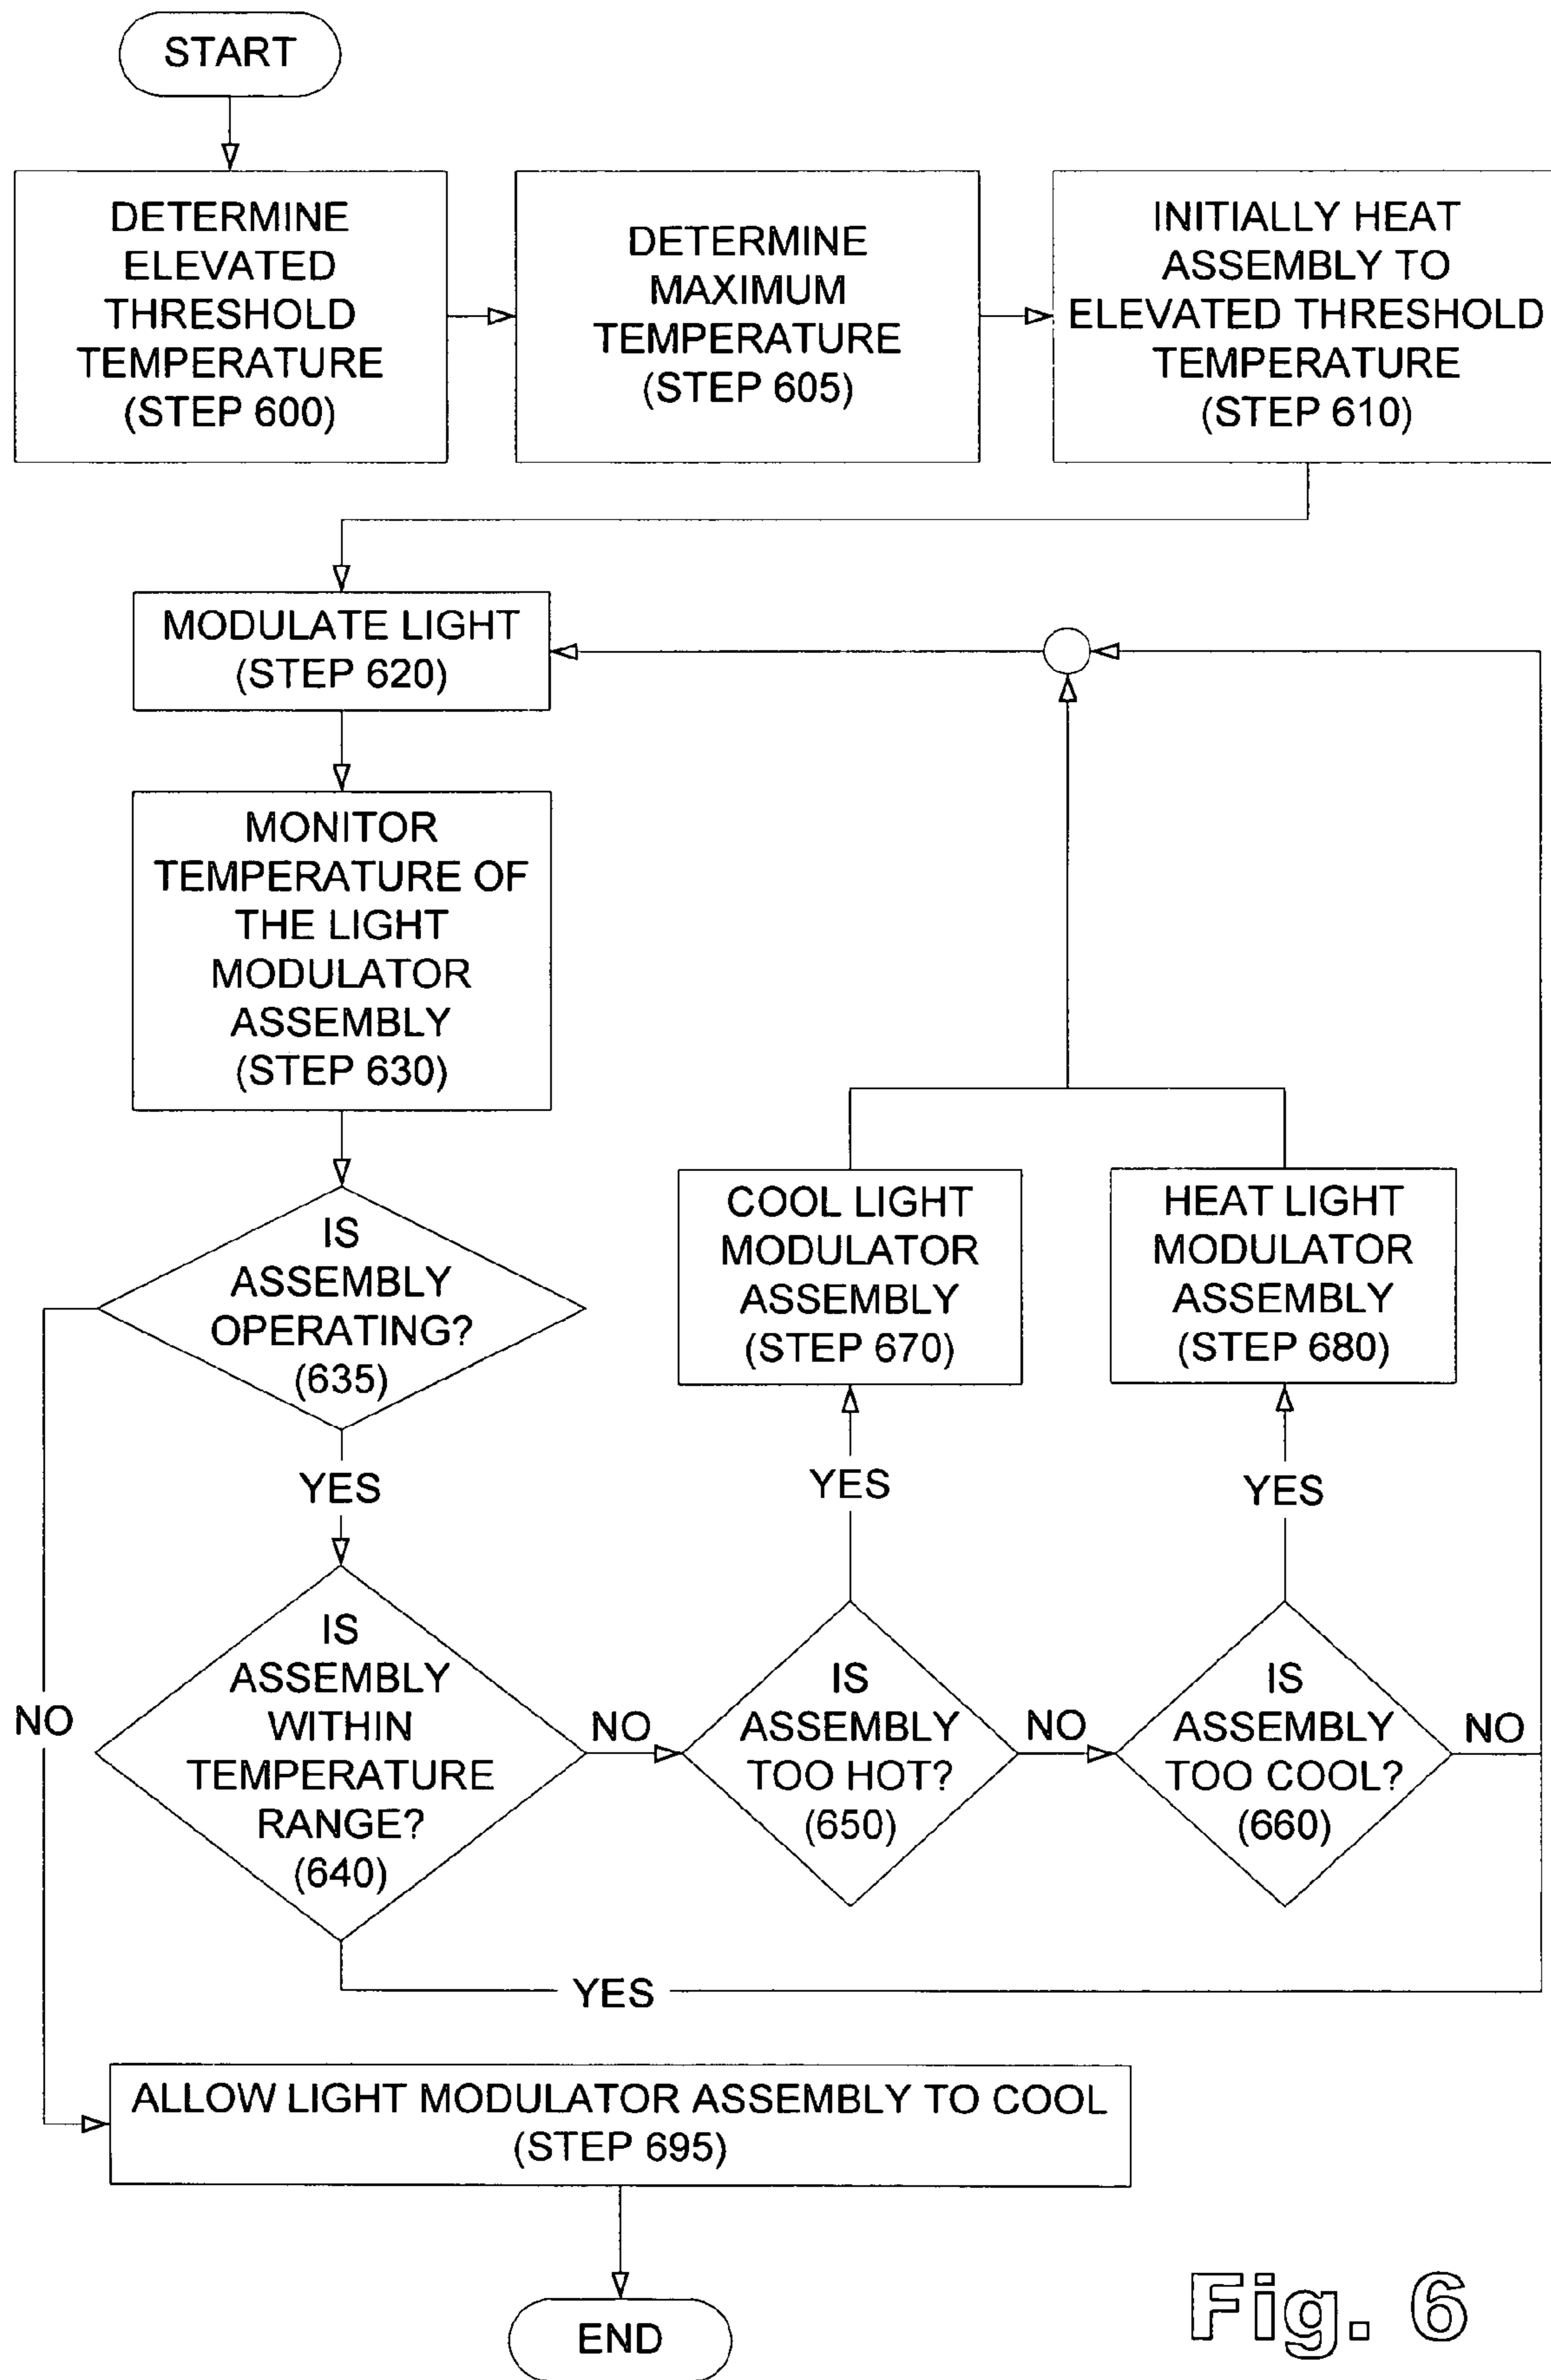 START
DETERMINE
ELEVATED
THRESHOLD
TEMPERATURE
(STEP 600)
DETERMINE
MAXIMUM
TEMPERATURE
(STEP 605)
INITIALLY HEAT
ASSEMBLY TO
ELEVATED THRESHOLD
TEMPERATURE
(STEP 610)
MODULATE LIGHT
(STEP 620)
MONITOR
TEMPERATURE OF
THE LIGHT
MODULATOR
ASSEMBLY
(STEP 630)
IS
ASSEMBLY
OPERATING?
(635)
COOL LIGHT
MODULATOR
ASSEMBLY
(STEP 670)
HEAT LIGHT
MODULATOR
ASSEMBLY
(STEP 680)
YES
YES
YES
NO
IS
ASSEMBLY
WITHIN
TEMPERATURE
RANGE?
(640)
NO
IS
ASSEMBLY
TOO HOT?
(650)
NO
IS
ASSEMBLY
TOO COOL?
(660)
NO
YES
ALLOW LIGHT MODULATOR ASSEMBLY TO COOL
(STEP 695)
END
Fig. 6